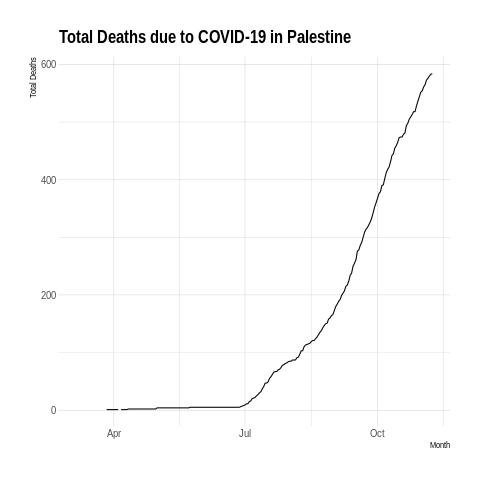 Total Deaths due to COVID-19 in Palestine
Total Deaths
600
400
200
0
Apr Jul Oct
Month